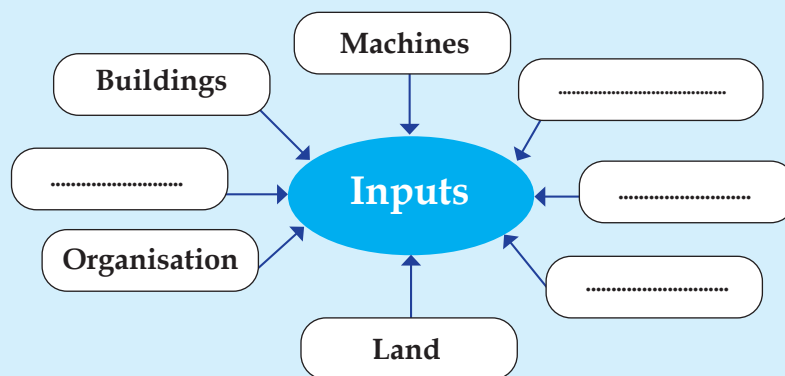 Machines
Buildings
......................................
..........................
Inputs
..........................
Organisation
............................
Land